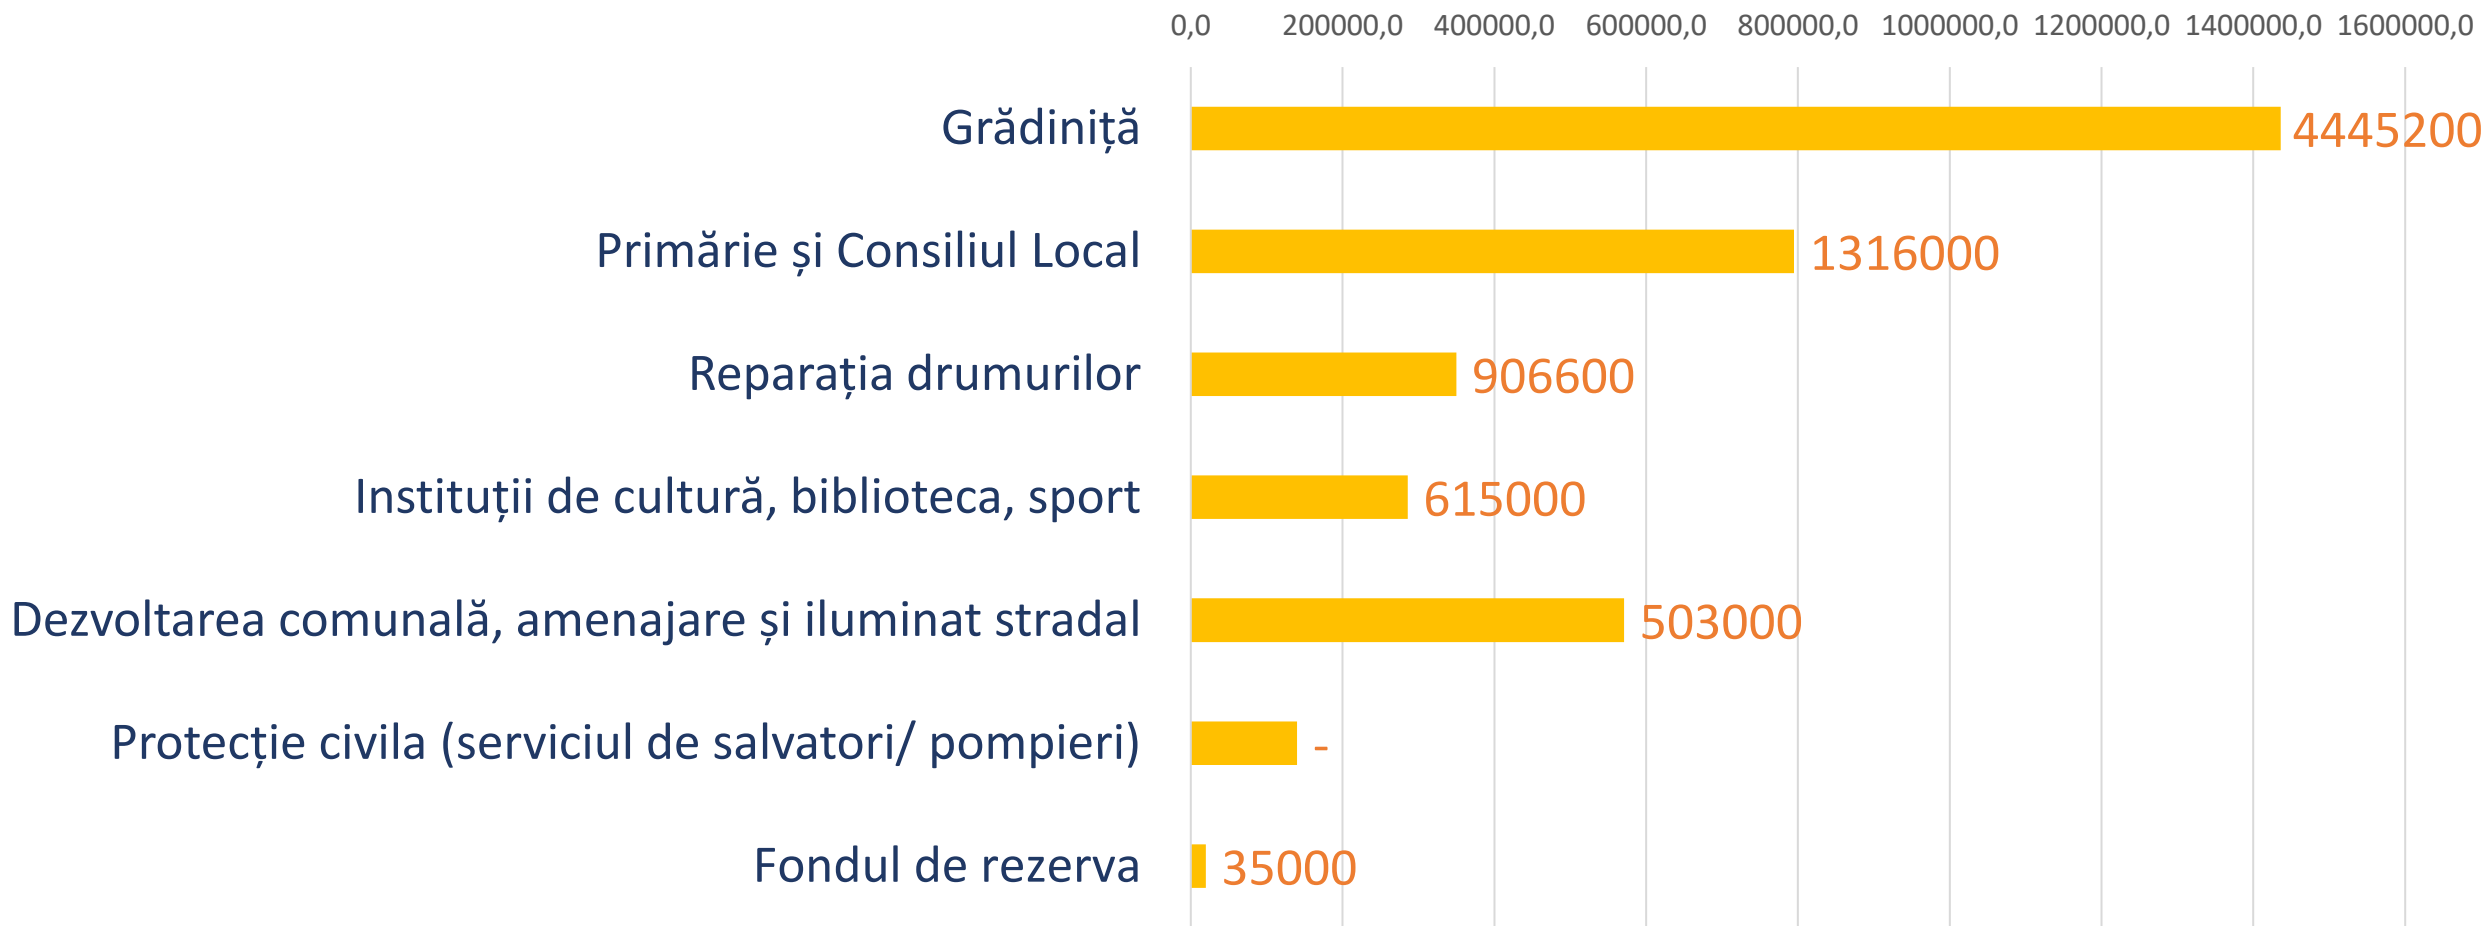 0,0 200000,0 400000,0 600000,0 800000,0 1000000,0 1200000,0 1400000,0 1600000,0
Grădiniță 4445200
Primărie și Consiliul Local 1316000
Reparația drumurilor 906600
Instituții de cultură, biblioteca, sport 615000
Dezvoltarea comunală, amenajare și iluminat stradal 503000
Protecție civila (serviciul de salvatori/ pompieri) -
Fondul de rezerva 35000